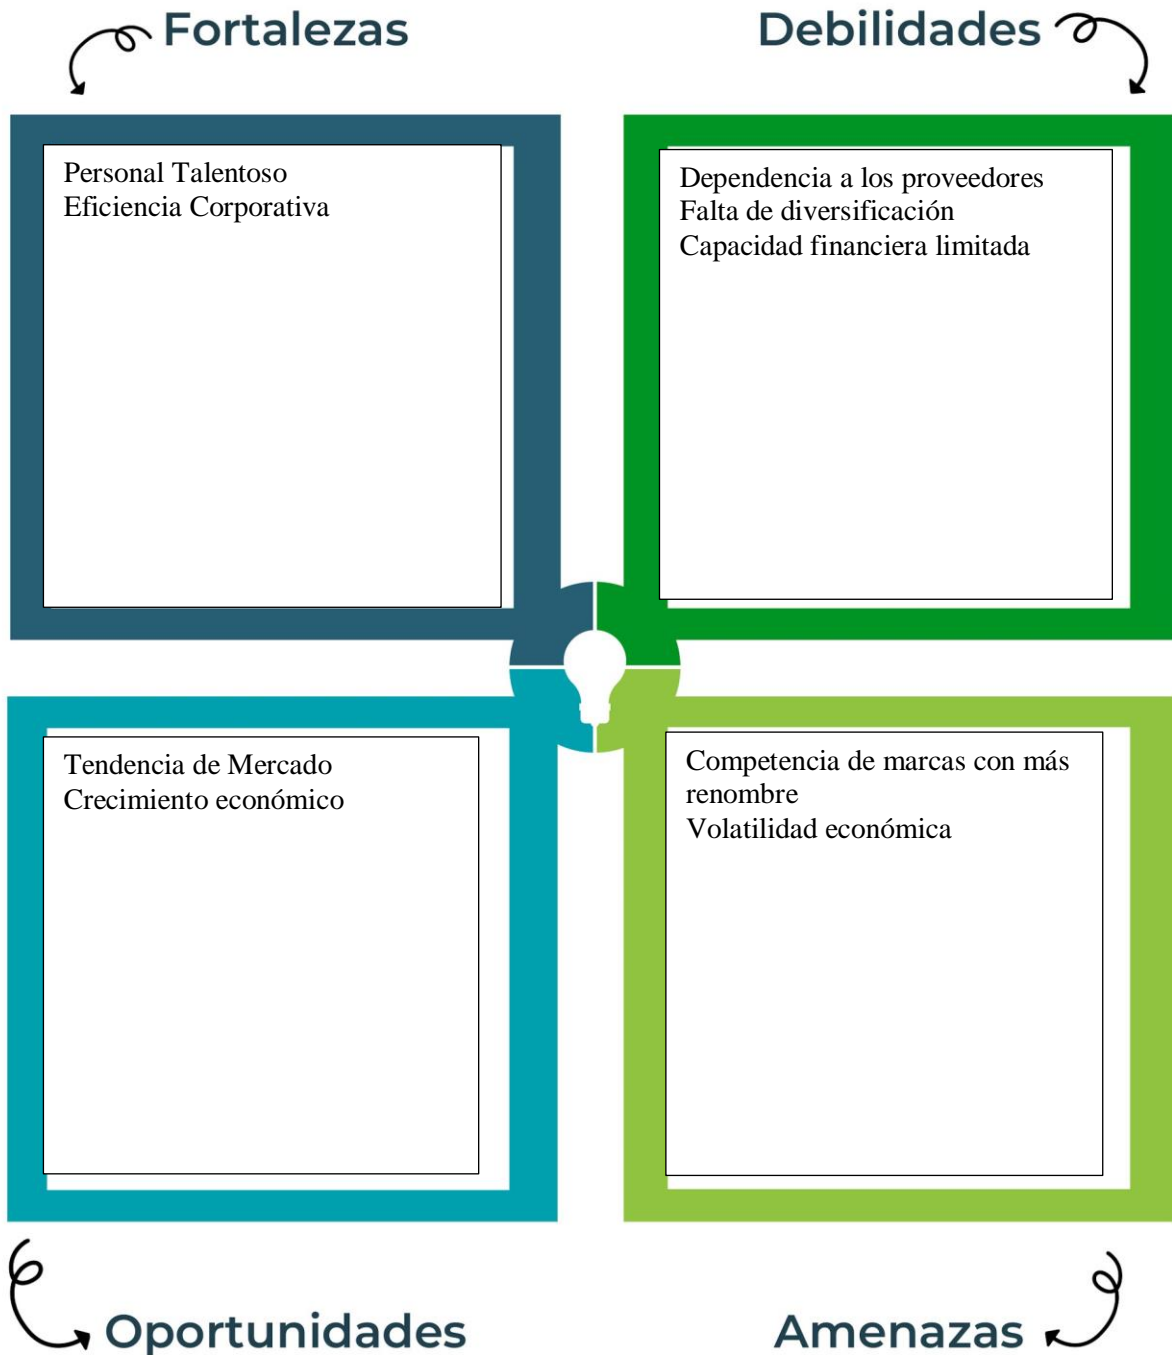 Fortalezas
Debilidades
Personal Talentoso
Eficiencia Corporativa
Dependencia a los proveedores
Falta de diversificación
Capacidad financiera limitada
Tendencia de Mercado
Crecimiento económico
Competencia de marcas con más
renombre
Volatilidad económica
Oportunidades
Amenazas